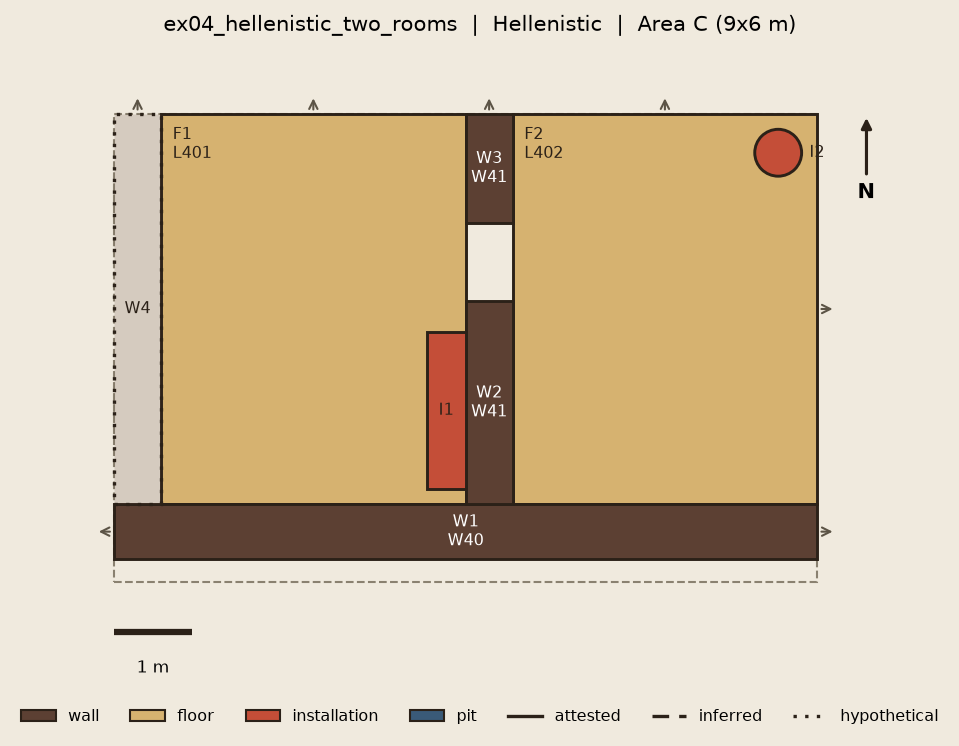 ex04_hellenistic_two_rooms | Hellenistic | Area C (9x6 m)
F1
L401
W3
W41
F2
L402
I2
N
W4
I1
W2
W41
W1
W40
1 m
wall
floor
installation
pit
attested
inferred
hypothetical